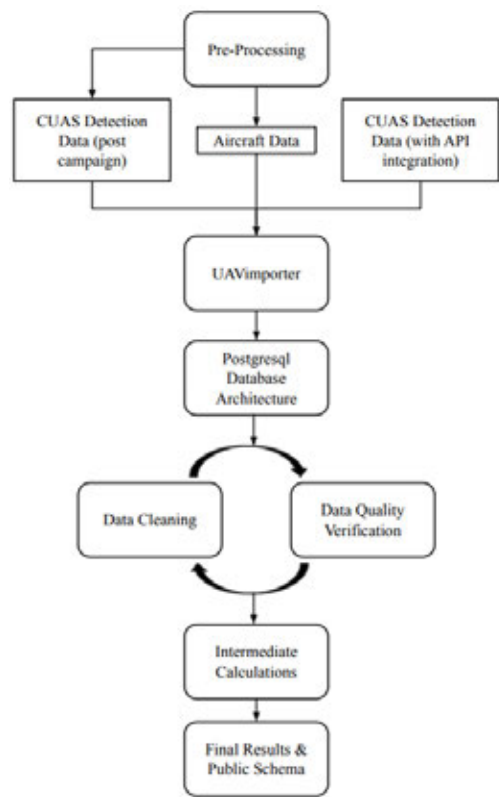 Pre-Processing
CUAS Detection
Data (post
campaign)
Aircraft Data
CUAS Detection
Data (with API
integration)
UAVimporter
Postgresql
Database
Architecture
Data Cleaning
Data Quality
Verification
Intermediate
Calculations
Final Results &
Public Schema